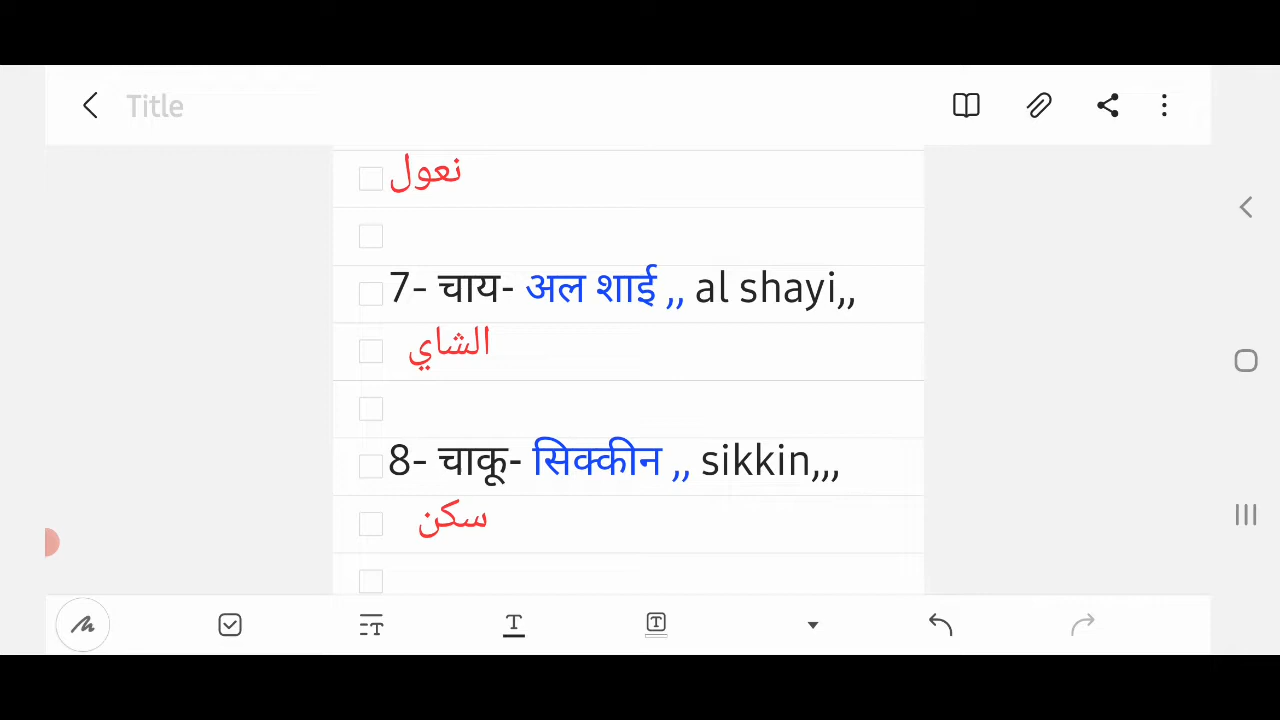 Title
نعول
7- चाय- अल शाई ,, al shayi,,
الشاي
8- चाकू- सिक्कीन ,, sikkin,,,
سكن